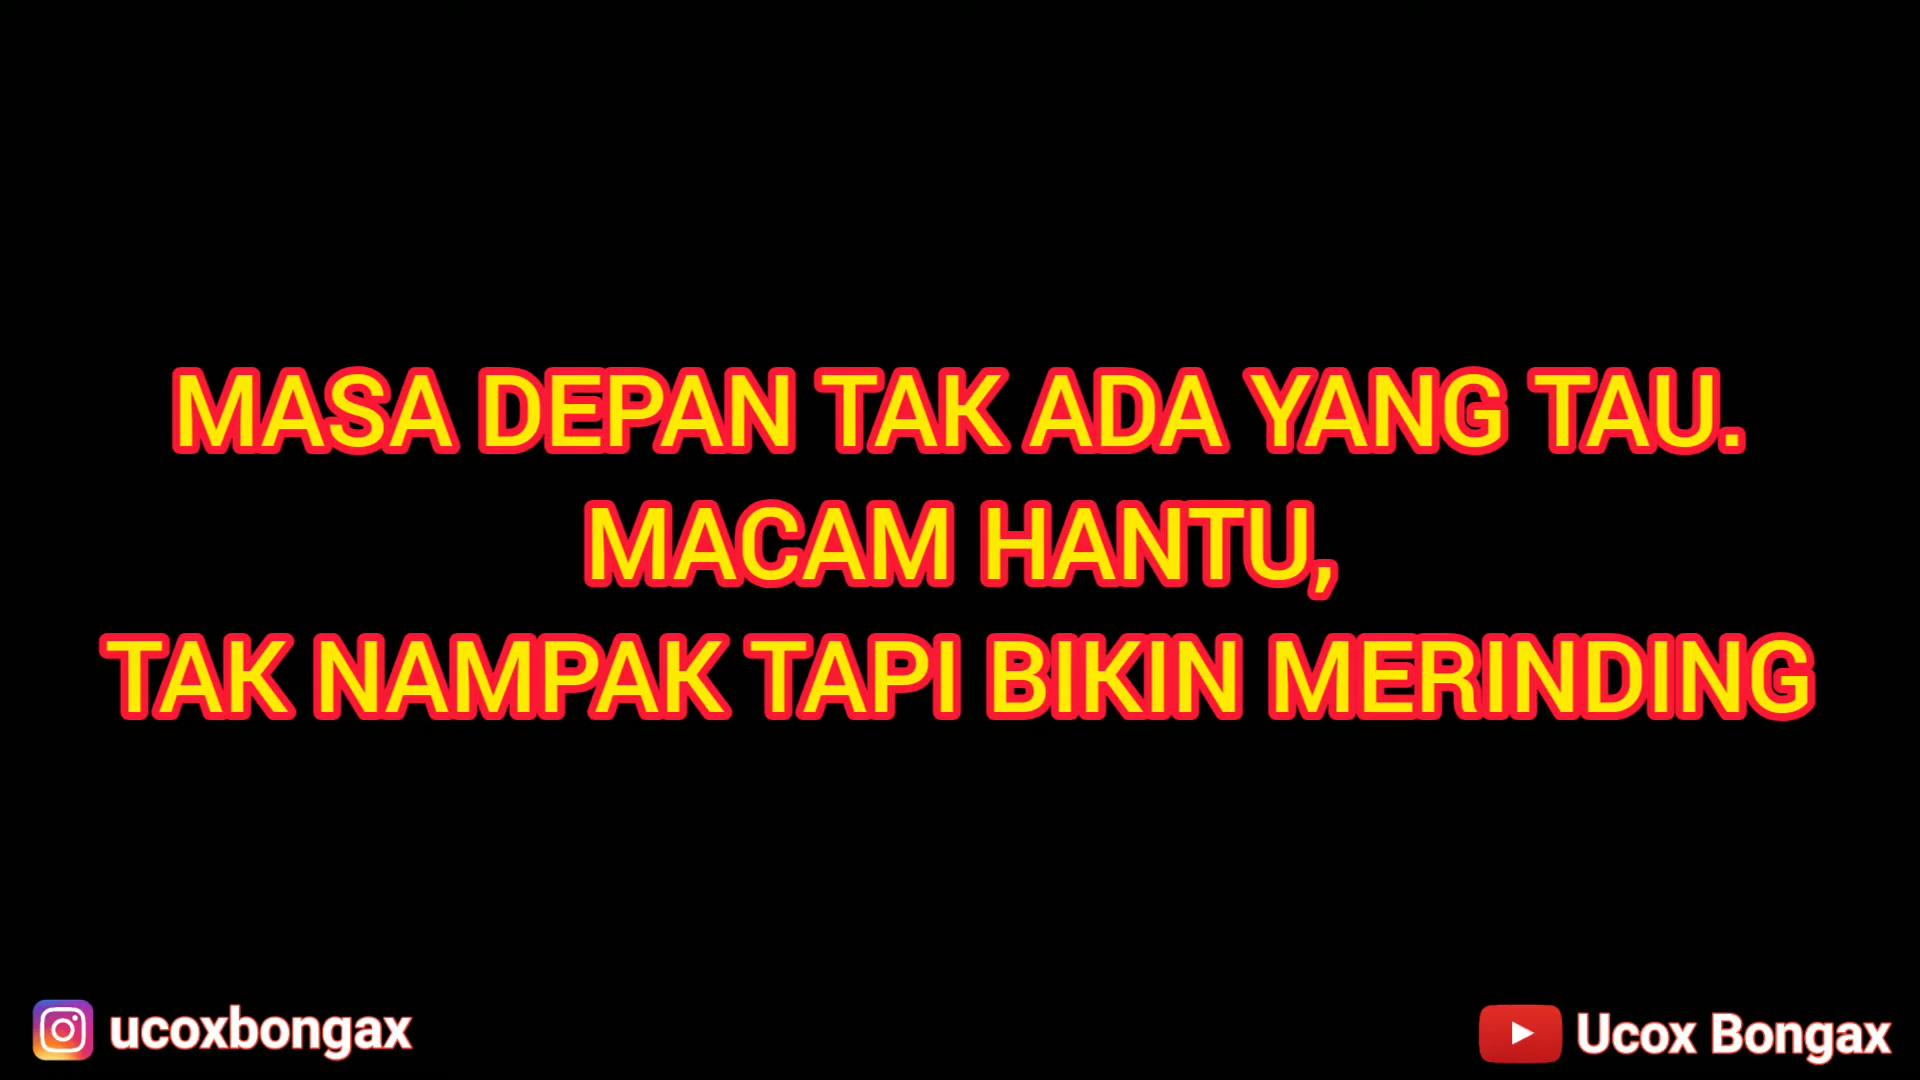 MASA DEPAN TAK ADA YANG TAU.
MACAM HANTU,
TAK NAMPAK TAPI BIKIN MERINDING
ucoxbongax
Ucox Bongax